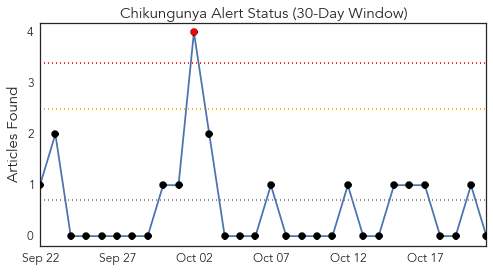 Chikungunya Alert Status (30-Day Window)
Articles Found
4
3
2
1
0
Sep 22 Sep 27 Oct 02 Oct 07 Oct 12 Oct 17